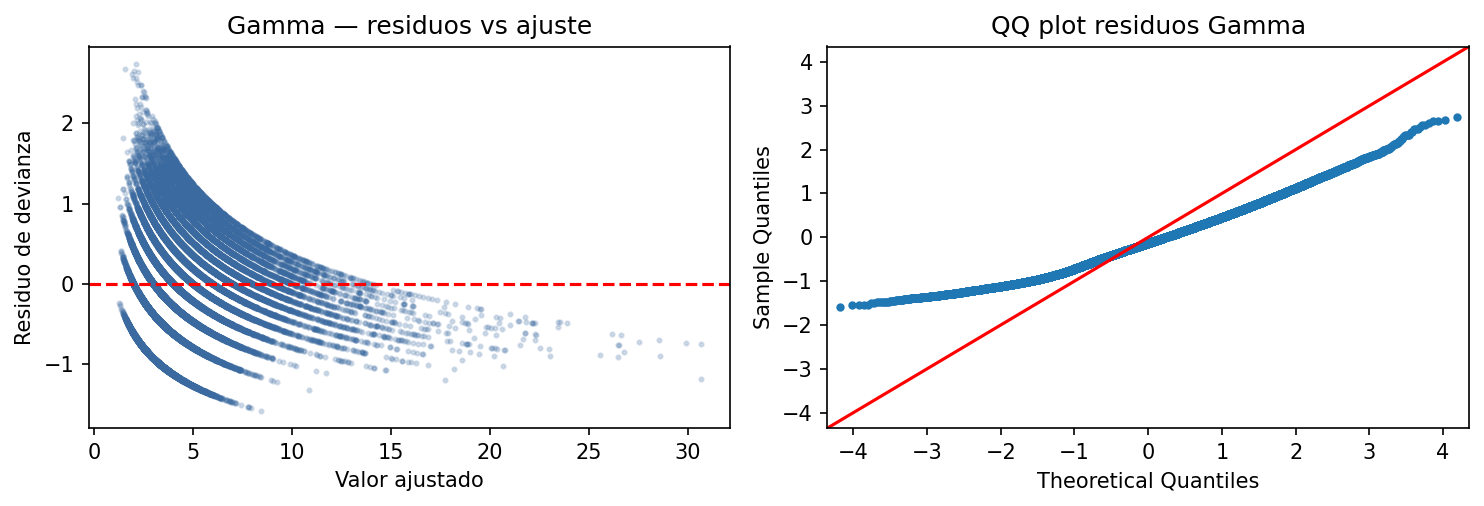 Gamma — residuos vs ajuste
Residuo de devianza
2
1
0
−1
0 5 10 15 20 25 30
Valor ajustado
QQ plot residuos Gamma
Sample Quantiles
4
3
2
1
0
−1
−2
−3
−4
−4 −3 −2 −1 0 1 2 3 4
Theoretical Quantiles